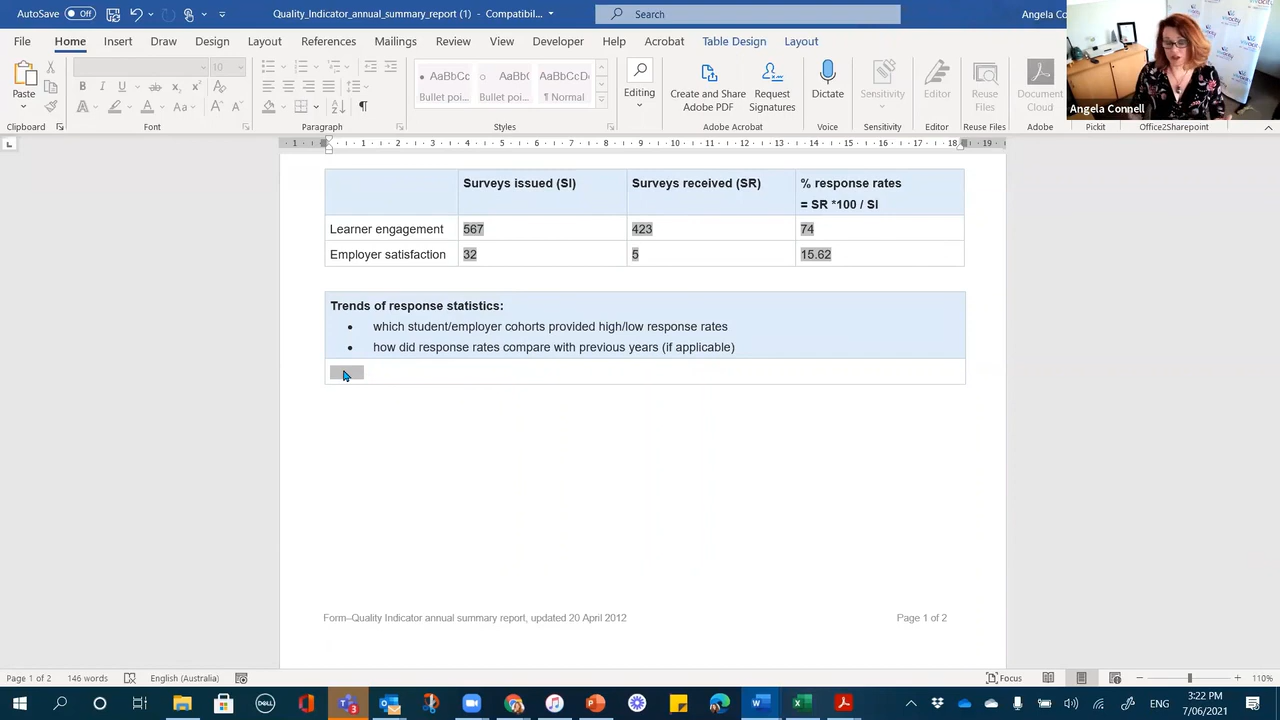 AutoSave Off Quality_Indicator_annual_summary_report (1) - Compatibility...
Search
Angela Co
File Home Insert Draw Design Layout References Mailings Review View Developer Help Acrobat Table Design Layout
Paste
10
AaBbCc AaBbC AaBbCcDc
Bullet poi... Bullet poi... ¶ Normal
Editing
Create and Share Adobe PDF
Request Signatures
Dictate
Sensitivity
Editor
Reuse Files
Document Cloud
Clipboard Font Paragraph Styles Adobe Acrobat Voice Sensitivity Editor Reuse Files Adobe Pickit Office2Sharepoint
Angela Connell
Surveys issued (SI) Surveys received (SR) % response rates
= SR *100 / SI
Learner engagement 567 423 74
Employer satisfaction 32 5 15.62
Trends of response statistics:
• which student/employer cohorts provided high/low response rates
• how did response rates compare with previous years (if applicable)
Form–Quality Indicator annual summary report, updated 20 April 2012 Page 1 of 2
Page 1 of 2 146 words English (Australia) Focus 110%
DELL
ENG
3:22 PM
7/06/2021